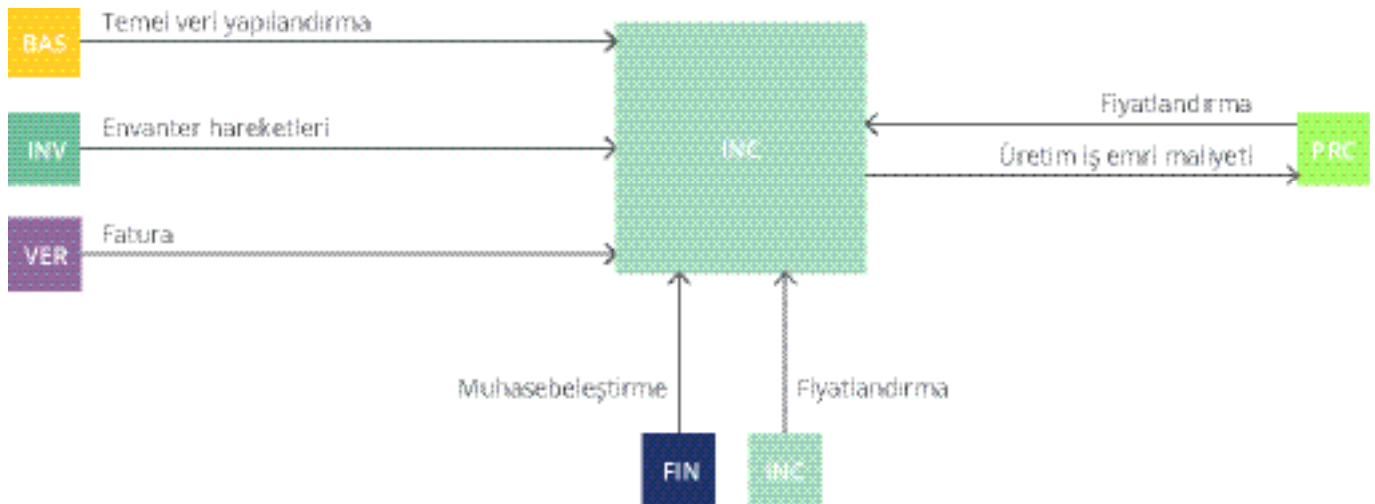 BAS
Temel veri yapılandırma
INV
Envanter hareketleri
VER
Fatura
INC
Fiyatlandırma
Üretim iş emri maliyeti
PRC
Muhasebeleştirme
Fiyatlandırma
FIN
INC